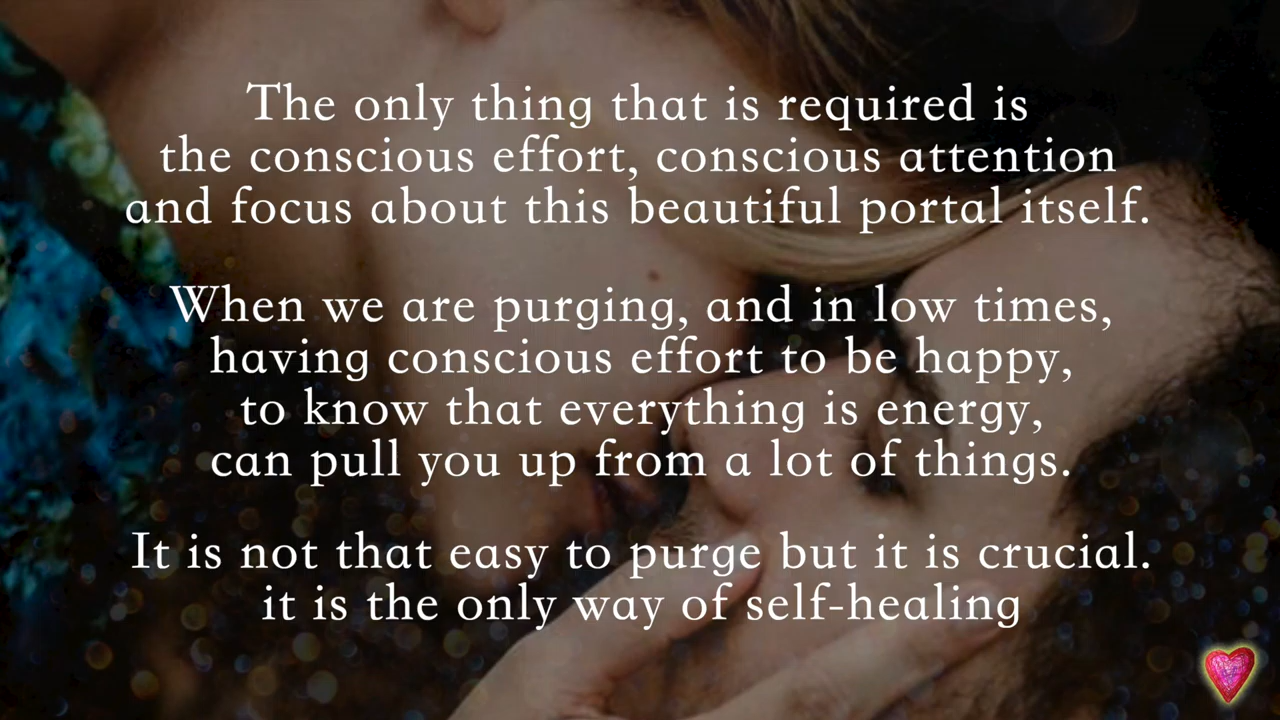 The only thing that is required is
the conscious effort, conscious attention
and focus about this beautiful portal itself.
When we are purging, and in low times,
having conscious effort to be happy,
to know that everything is energy,
can pull you up from a lot of things.
It is not that easy to purge but it is crucial.
it is the only way of self-healing